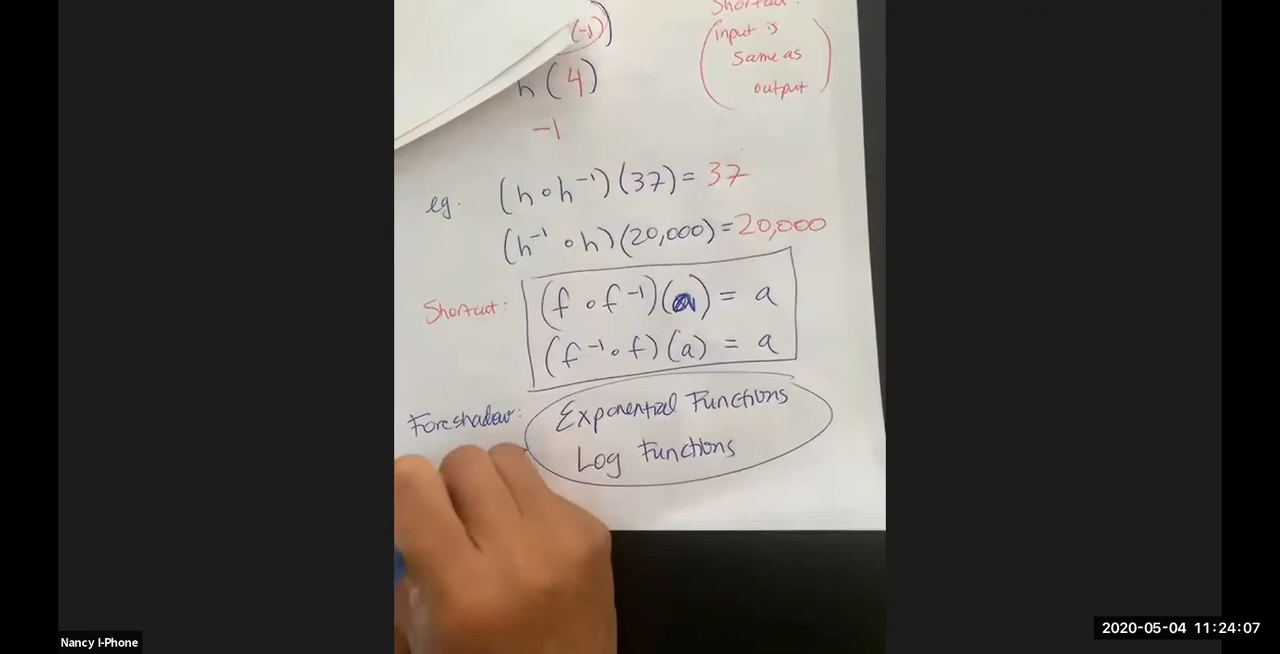 (-1))
Shortcut:
(input is
same as
output)
h(4)
-1
eg. (h∘h⁻¹)(37) = 37
(h⁻¹∘h)(20,000) = 20,000
Shortcut: (f∘f⁻¹)(a) = a
(f⁻¹∘f)(a) = a
Foreshadow: Exponential Functions
Log Functions
Nancy I-Phone
2020-05-04 11:24:07